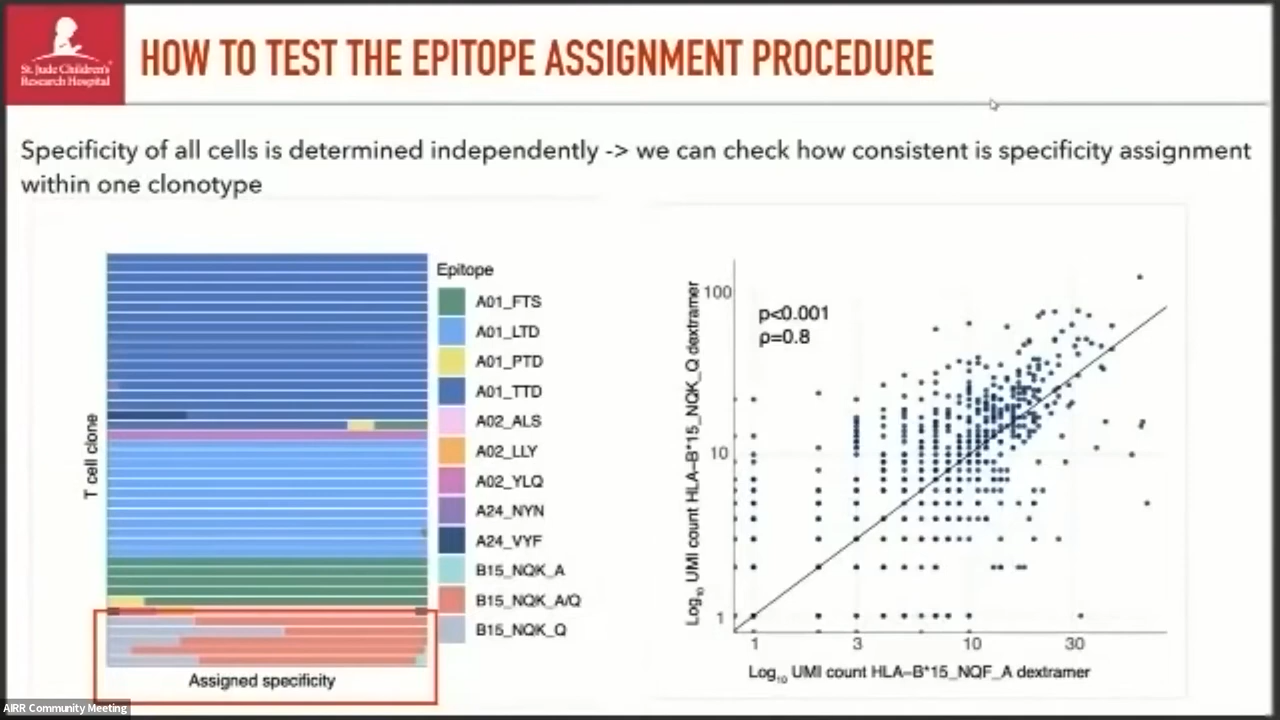 St. Jude Children's
Research Hospital
HOW TO TEST THE EPITOPE ASSIGNMENT PROCEDURE
Specificity of all cells is determined independently -> we can check how consistent is specificity assignment
within one clonotype
T cell clone
Assigned specificity
Epitope
A01_FTS
A01_LTD
A01_PTD
A01_TTD
A02_ALS
A02_LLY
A02_YLQ
A24_NYN
A24_VYF
B15_NQK_A
B15_NQK_A/Q
B15_NQK_Q
Log10 UMI count HLA–B*15_NQK_Q dextramer
100
10
1
p<0.001
ρ=0.8
1
3
10
30
Log10 UMI count HLA–B*15_NQF_A dextramer
AIRR Community Meeting